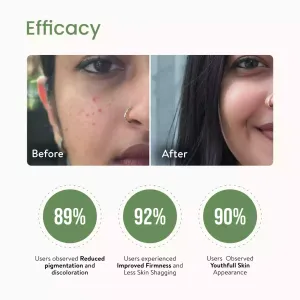 Efficacy
Before
After
89%
92%
90%
Users observed Reduced
pigmentation and
discoloration
Users experienced
Improved Firmness and
Less Skin Shagging
Users Observed
Youthfull Skin
Appearance